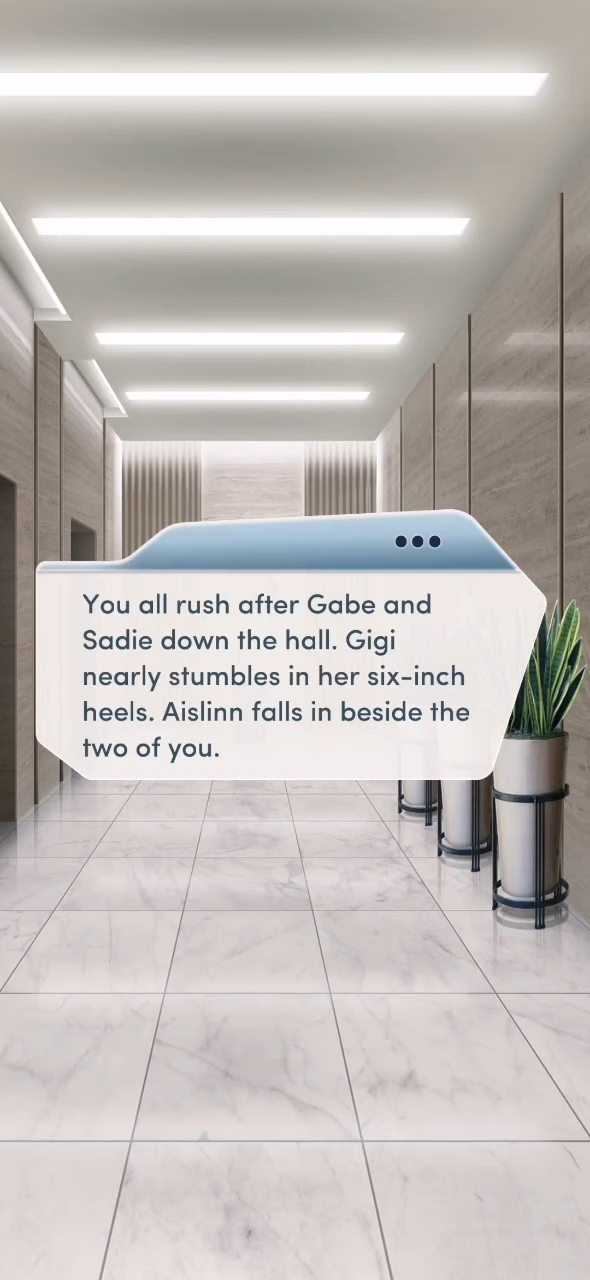 You all rush after Gabe and
Sadie down the hall. Gigi
nearly stumbles in her six-inch
heels. Aislinn falls in beside the
two of you.